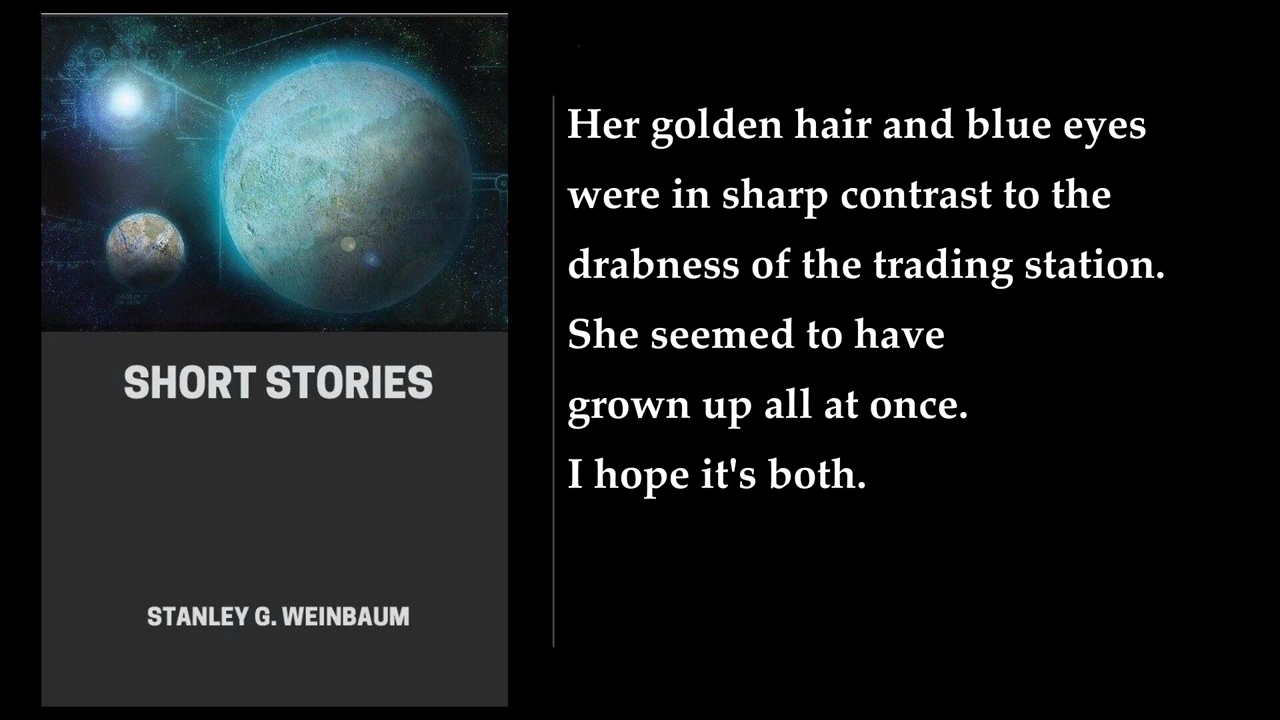 SHORT STORIES
STANLEY G. WEINBAUM
Her golden hair and blue eyes
were in sharp contrast to the
drabness of the trading station.
She seemed to have
grown up all at once.
I hope it's both.